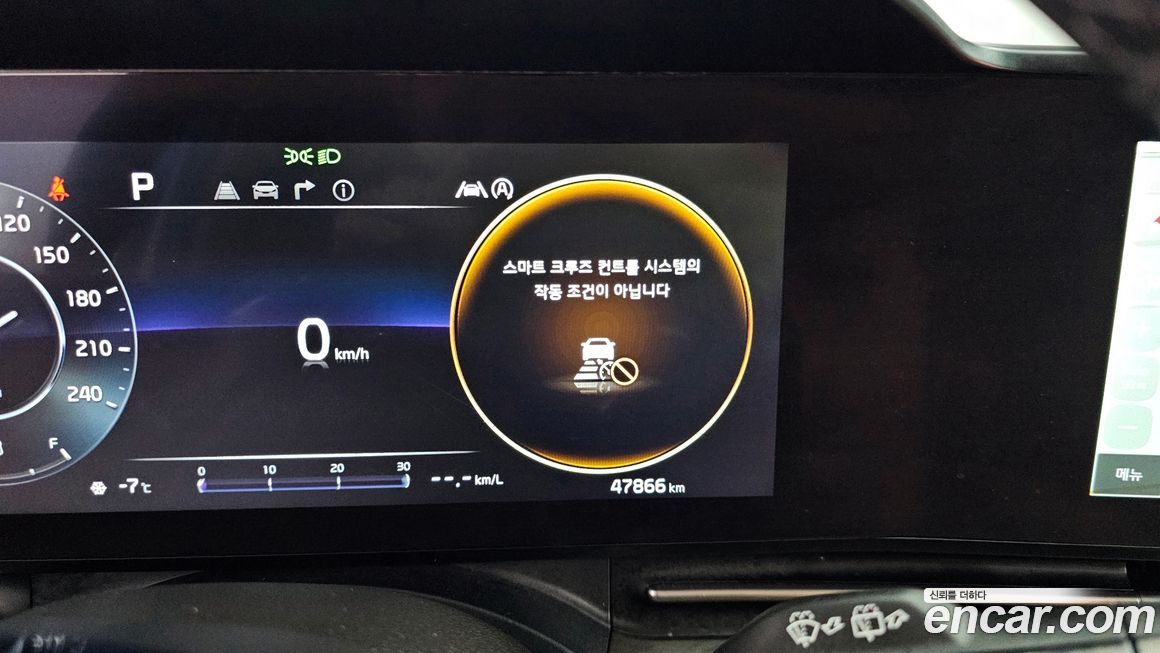 120
150
180
210
240
F
P
A
스마트 크루즈 컨트롤 시스템의
작동 조건이 아닙니다
0 km/h
-7℃
0 10 20 30
--.- km/L
47866 km
메뉴
신뢰를 더하다
encar.com